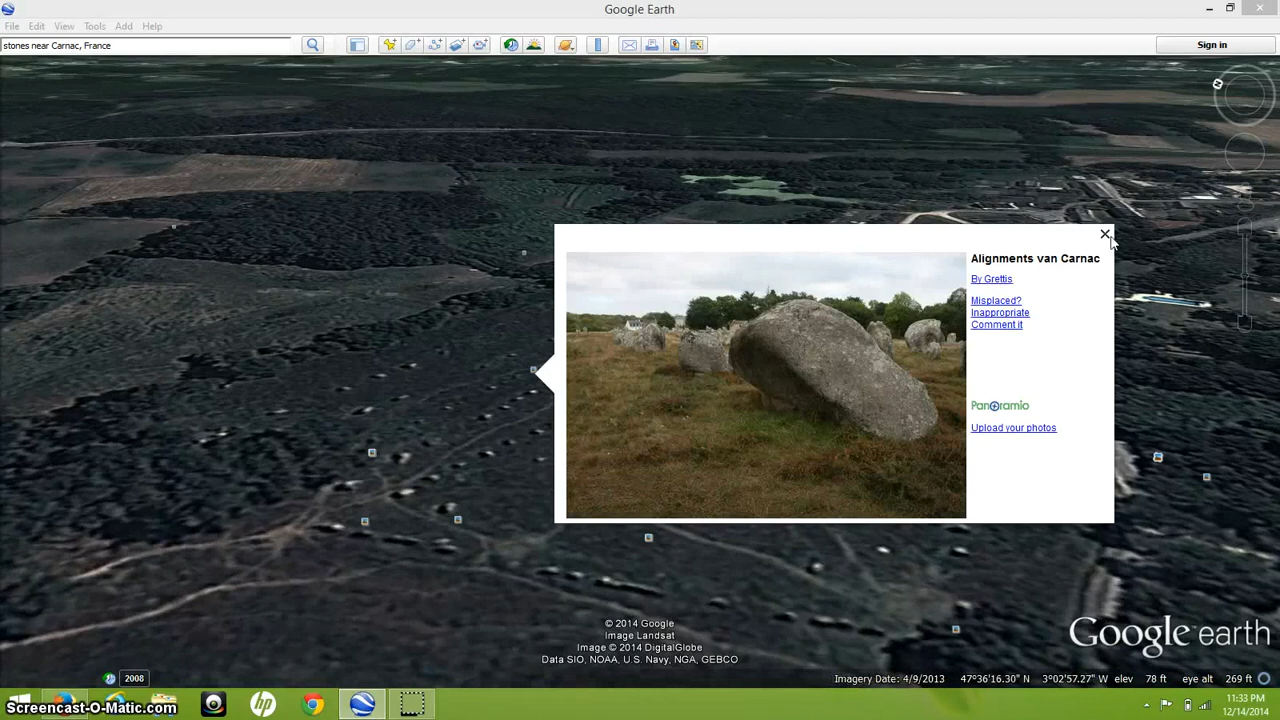 Google Earth
File Edit View Tools Add Help
stones near Carnac, France
Sign in
N
Alignments van Carnac
By Grettis
Misplaced?
Inappropriate
Comment it
Panoramio
Upload your photos
© 2014 Google
Image Landsat
Image © 2014 DigitalGlobe
Data SIO, NOAA, U.S. Navy, NGA, GEBCO
Google earth
2008
Imagery Date: 4/9/2013 47°36'16.30" N 3°02'57.27" W elev 78 ft eye alt 269 ft
Screencast-O-Matic.com
hp
11:33 PM
12/14/2014